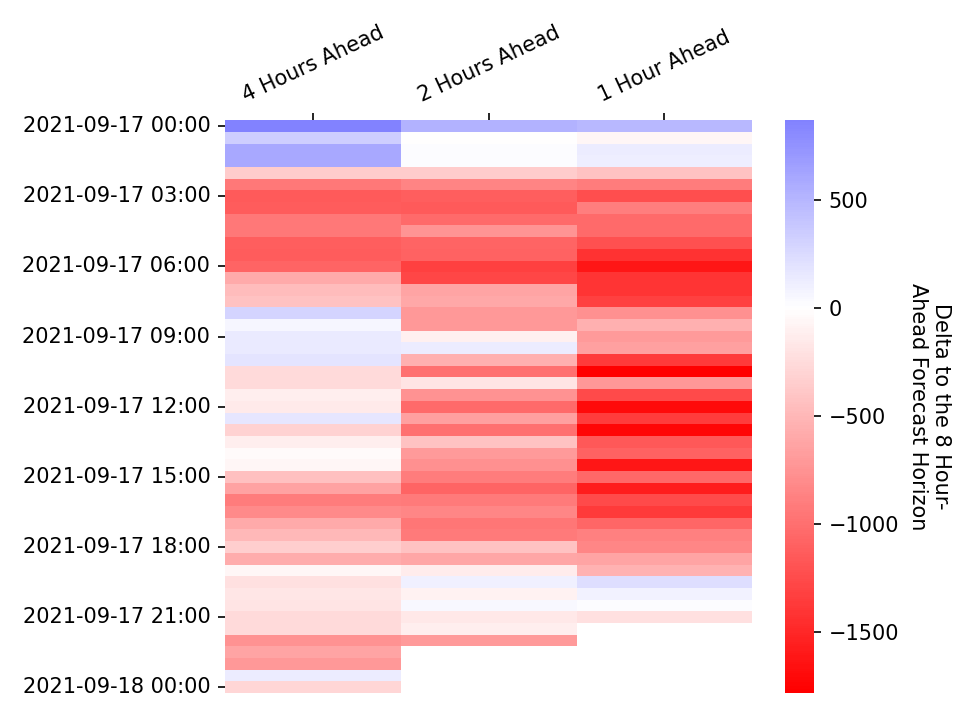 4 Hours Ahead
2 Hours Ahead
1 Hour Ahead
2021-09-17 00:00
2021-09-17 03:00
2021-09-17 06:00
2021-09-17 09:00
2021-09-17 12:00
2021-09-17 15:00
2021-09-17 18:00
2021-09-17 21:00
2021-09-18 00:00
500
0
−500
−1000
−1500
Delta to the 8 Hour-
Ahead Forecast Horizon